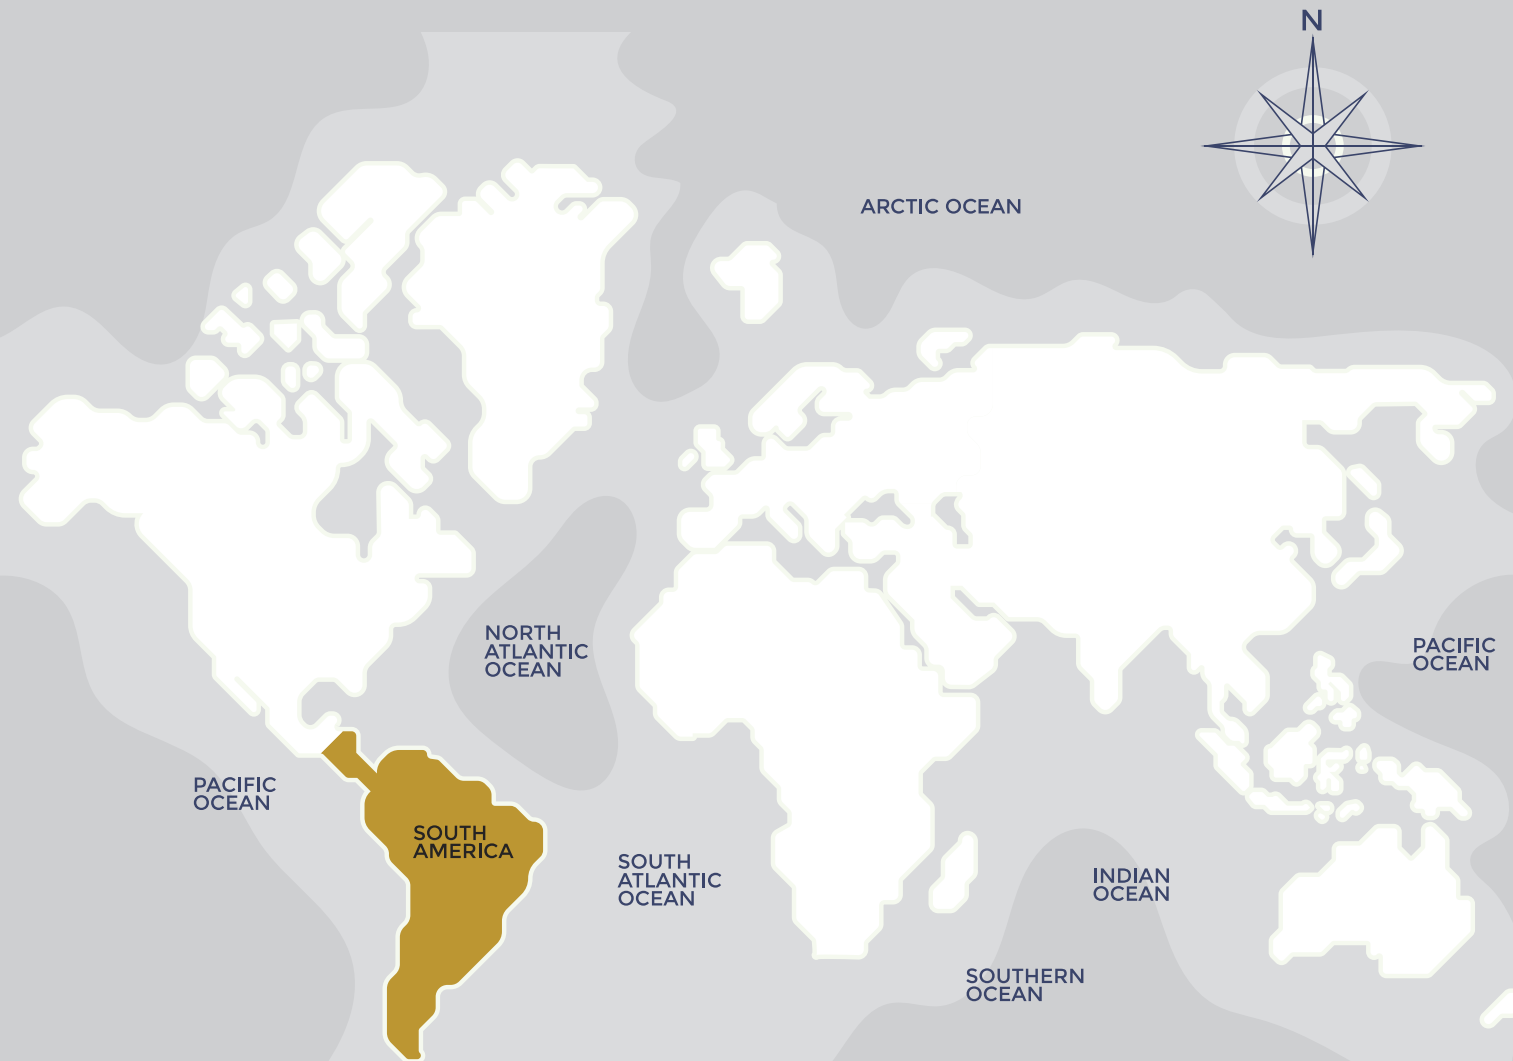 N
ARCTIC OCEAN
NORTH
ATLANTIC
OCEAN
PACIFIC
OCEAN
PACIFIC
OCEAN
SOUTH
AMERICA
SOUTH
ATLANTIC
OCEAN
INDIAN
OCEAN
SOUTHERN
OCEAN